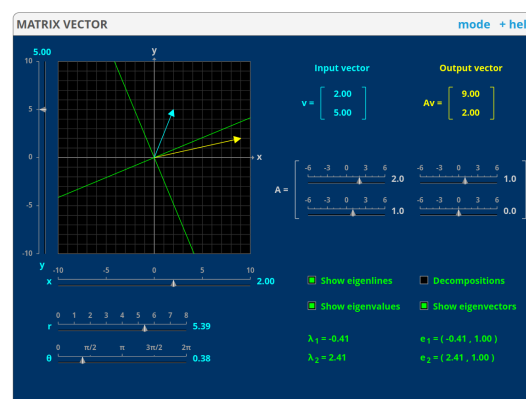 MATRIX VECTOR mode + hel
5.00 y
Input vector Output vector
10
v = [ 2.00 5.00 ] Av = [ 9.00 2.00 ]
5
0 x
-6 -3 0 3 6 -6 -3 0 3 6
2.0 1.0
A =
-6 -3 0 3 6 -6 -3 0 3 6
1.0 0.0
-5
-10
y -10 -5 0 5 10
x 2.00
Show eigenlines Decompositions
Show eigenvalues Show eigenvectors
0 1 2 3 4 5 6 7 8
r 5.39
λ1 = -0.41 e1 = ( -0.41 , 1.00 )
0 π/2 π 3π/2 2π
θ 0.38
λ2 = 2.41 e2 = ( 2.41 , 1.00 )